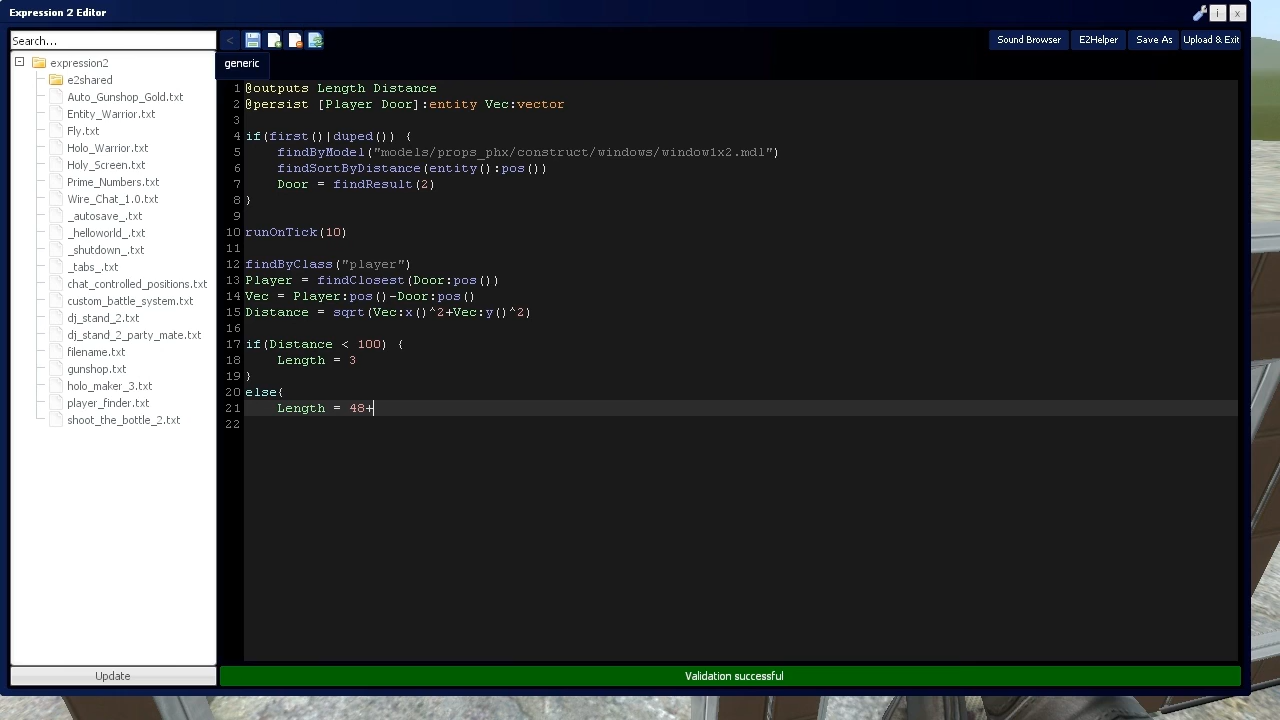 Expression 2 Editor
i
x
Search...
<
Sound Browser
E2Helper
Save As
Upload & Exit
expression2
e2shared
Auto_Gunshop_Gold.txt
Entity_Warrior.txt
Fly.txt
Holo_Warrior.txt
Holy_Screen.txt
Prime_Numbers.txt
Wire_Chat_1.0.txt
_autosave_.txt
_helloworld_.txt
_shutdown_.txt
_tabs_.txt
chat_controlled_positions.txt
custom_battle_system.txt
dj_stand_2.txt
dj_stand_2_party_mate.txt
filename.txt
gunshop.txt
holo_maker_3.txt
player_finder.txt
shoot_the_bottle_2.txt
Update
generic
1 @outputs Length Distance
2 @persist [Player Door]:entity Vec:vector
3
4 if(first()|duped()) {
5     findByModel("models/props_phx/construct/windows/window1x2.mdl")
6     findSortByDistance(entity():pos())
7     Door = findResult(2)
8 }
9
10 runOnTick(10)
11
12 findByClass("player")
13 Player = findClosest(Door:pos())
14 Vec = Player:pos()-Door:pos()
15 Distance = sqrt(Vec:x()^2+Vec:y()^2)
16
17 if(Distance < 100) {
18     Length = 3
19 }
20 else{
21     Length = 48+
22
Validation successful